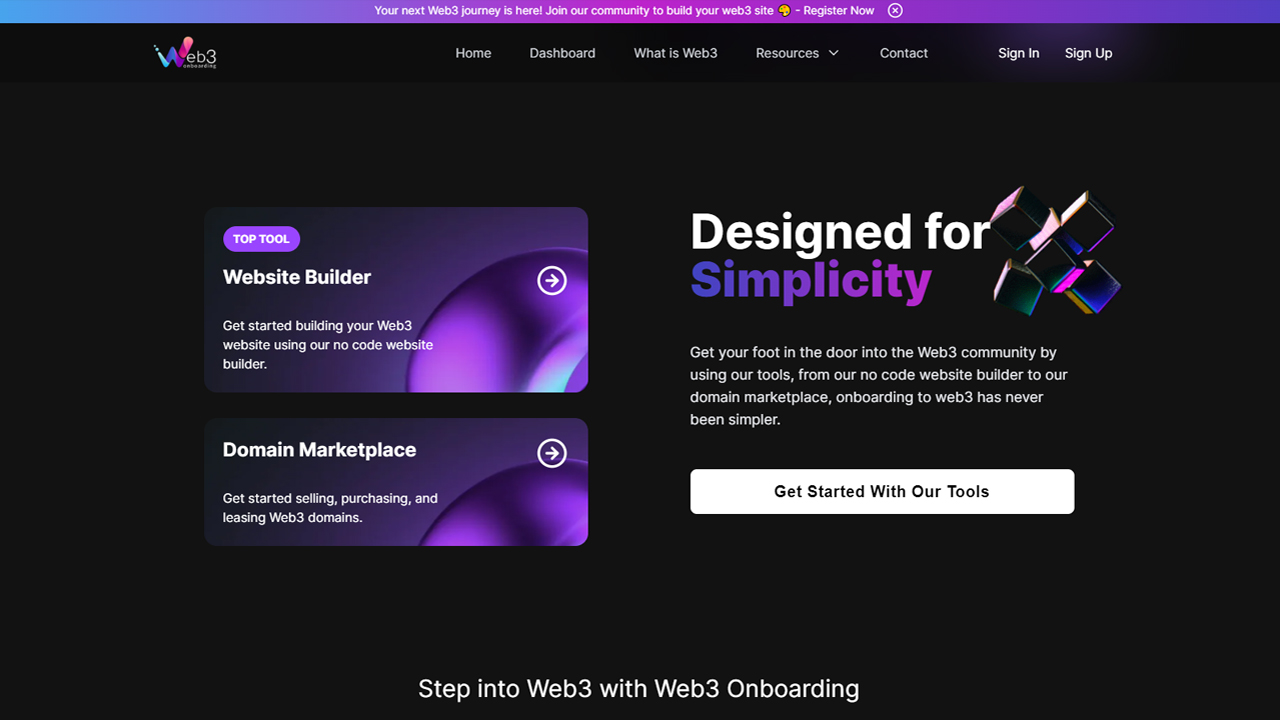 Your next Web3 journey is here! Join our community to build your web3 site - Register Now
Web3
onboarding
Home
Dashboard
What is Web3
Resources
Contact
Sign In
Sign Up
TOP TOOL
Website Builder
Get started building your Web3
website using our no code website
builder.
Domain Marketplace
Get started selling, purchasing, and
leasing Web3 domains.
Designed for
Simplicity
Get your foot in the door into the Web3 community by
using our tools, from our no code website builder to our
domain marketplace, onboarding to web3 has never
been simpler.
Get Started With Our Tools
Step into Web3 with Web3 Onboarding